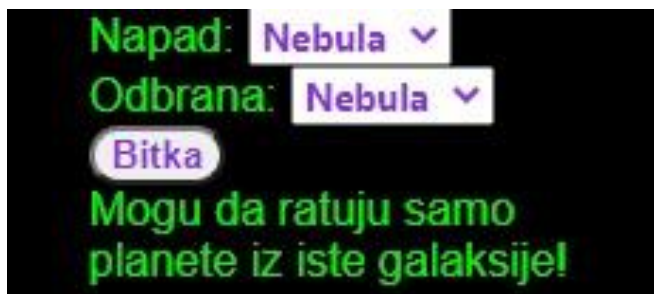 Napad: Nebula
Odbrana: Nebula
Bitka
Mogu da ratuju samo
planete iz iste galaksije!